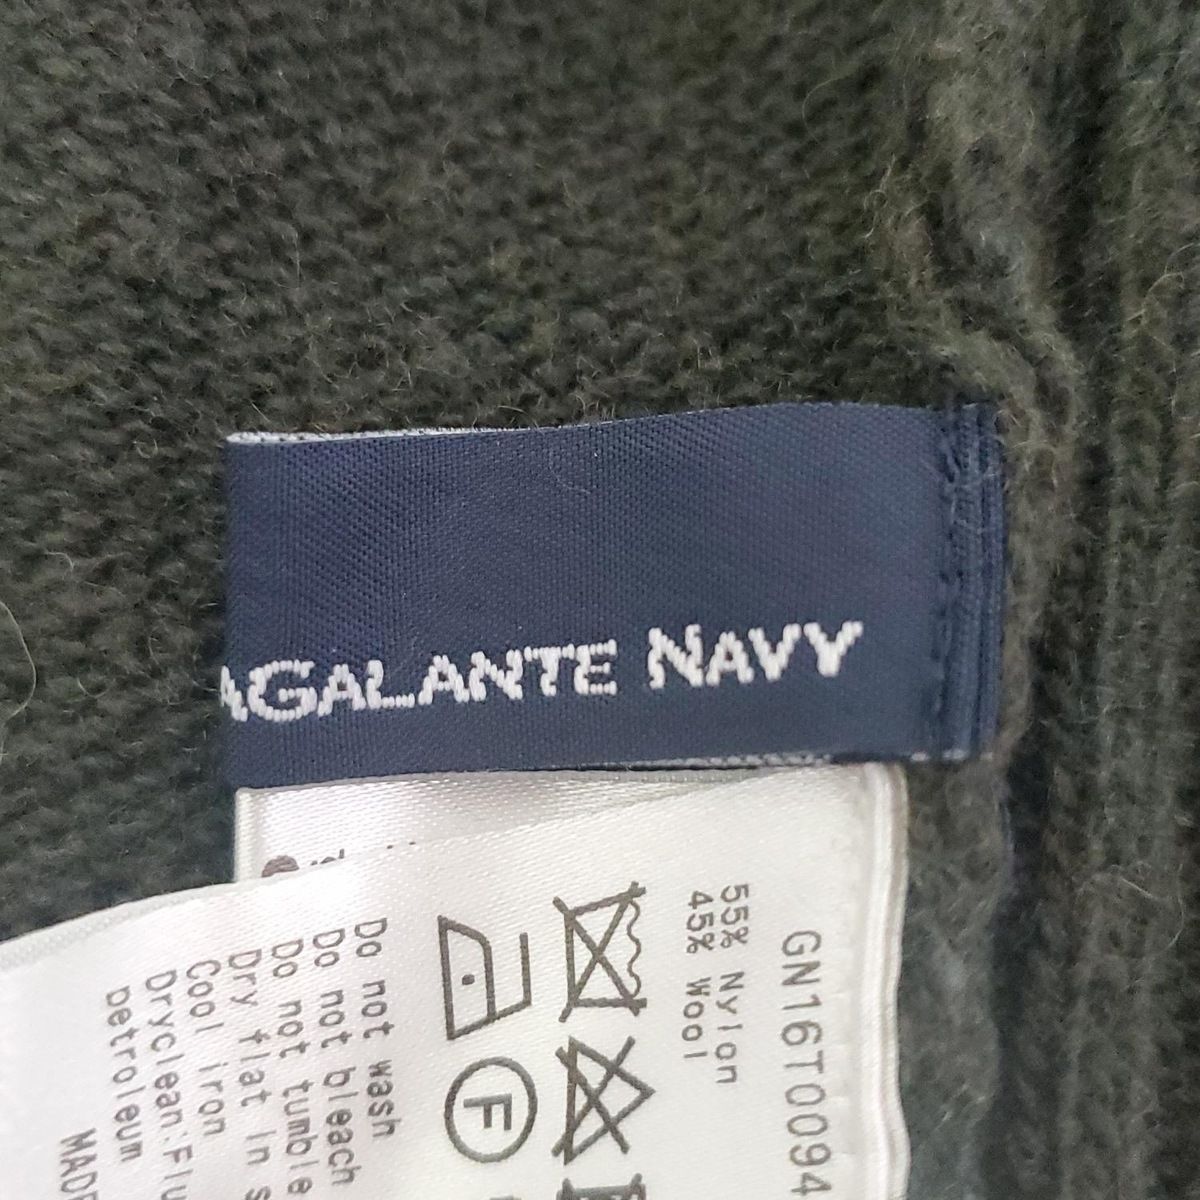 AGALANTE NAVY
GN16T0094
55% Nylon
45% Wool
F
Do not wash
Do not bleach
Do not tumble
Dry flat in s
Cool iron
Dryclean:Flu
petroleum
MADE